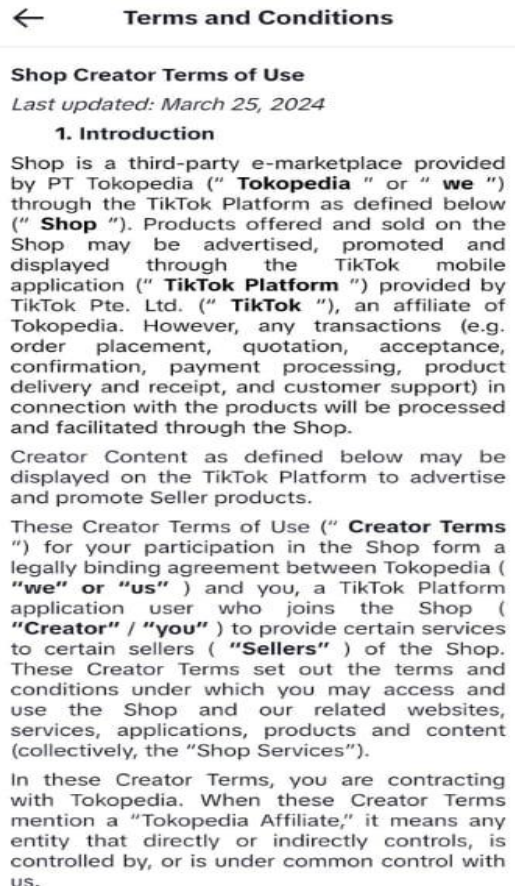 Terms and Conditions
Shop Creator Terms of Use
Last updated: March 25, 2024
1. Introduction
Shop is a third-party e-marketplace provided
by PT Tokopedia (“ Tokopedia ” or “ we ”)
through the TikTok Platform as defined below
(“ Shop ”). Products offered and sold on the
Shop may be advertised, promoted and
displayed through the TikTok mobile
application (“ TikTok Platform ”) provided by
TikTok Pte. Ltd. (“ TikTok ”), an affiliate of
Tokopedia. However, any transactions (e.g.
order placement, quotation, acceptance,
confirmation, payment processing, product
delivery and receipt, and customer support) in
connection with the products will be processed
and facilitated through the Shop.
Creator Content as defined below may be
displayed on the TikTok Platform to advertise
and promote Seller products.
These Creator Terms of Use (“ Creator Terms
”) for your participation in the Shop form a
legally binding agreement between Tokopedia (
"we" or "us" ) and you, a TikTok Platform
application user who joins the Shop (
"Creator" / "you" ) to provide certain services
to certain sellers ( "Sellers" ) of the Shop.
These Creator Terms set out the terms and
conditions under which you may access and
use the Shop and our related websites,
services, applications, products and content
(collectively, the “Shop Services”).
In these Creator Terms, you are contracting
with Tokopedia. When these Creator Terms
mention a “Tokopedia Affiliate,” it means any
entity that directly or indirectly controls, is
controlled by, or is under common control with
us.